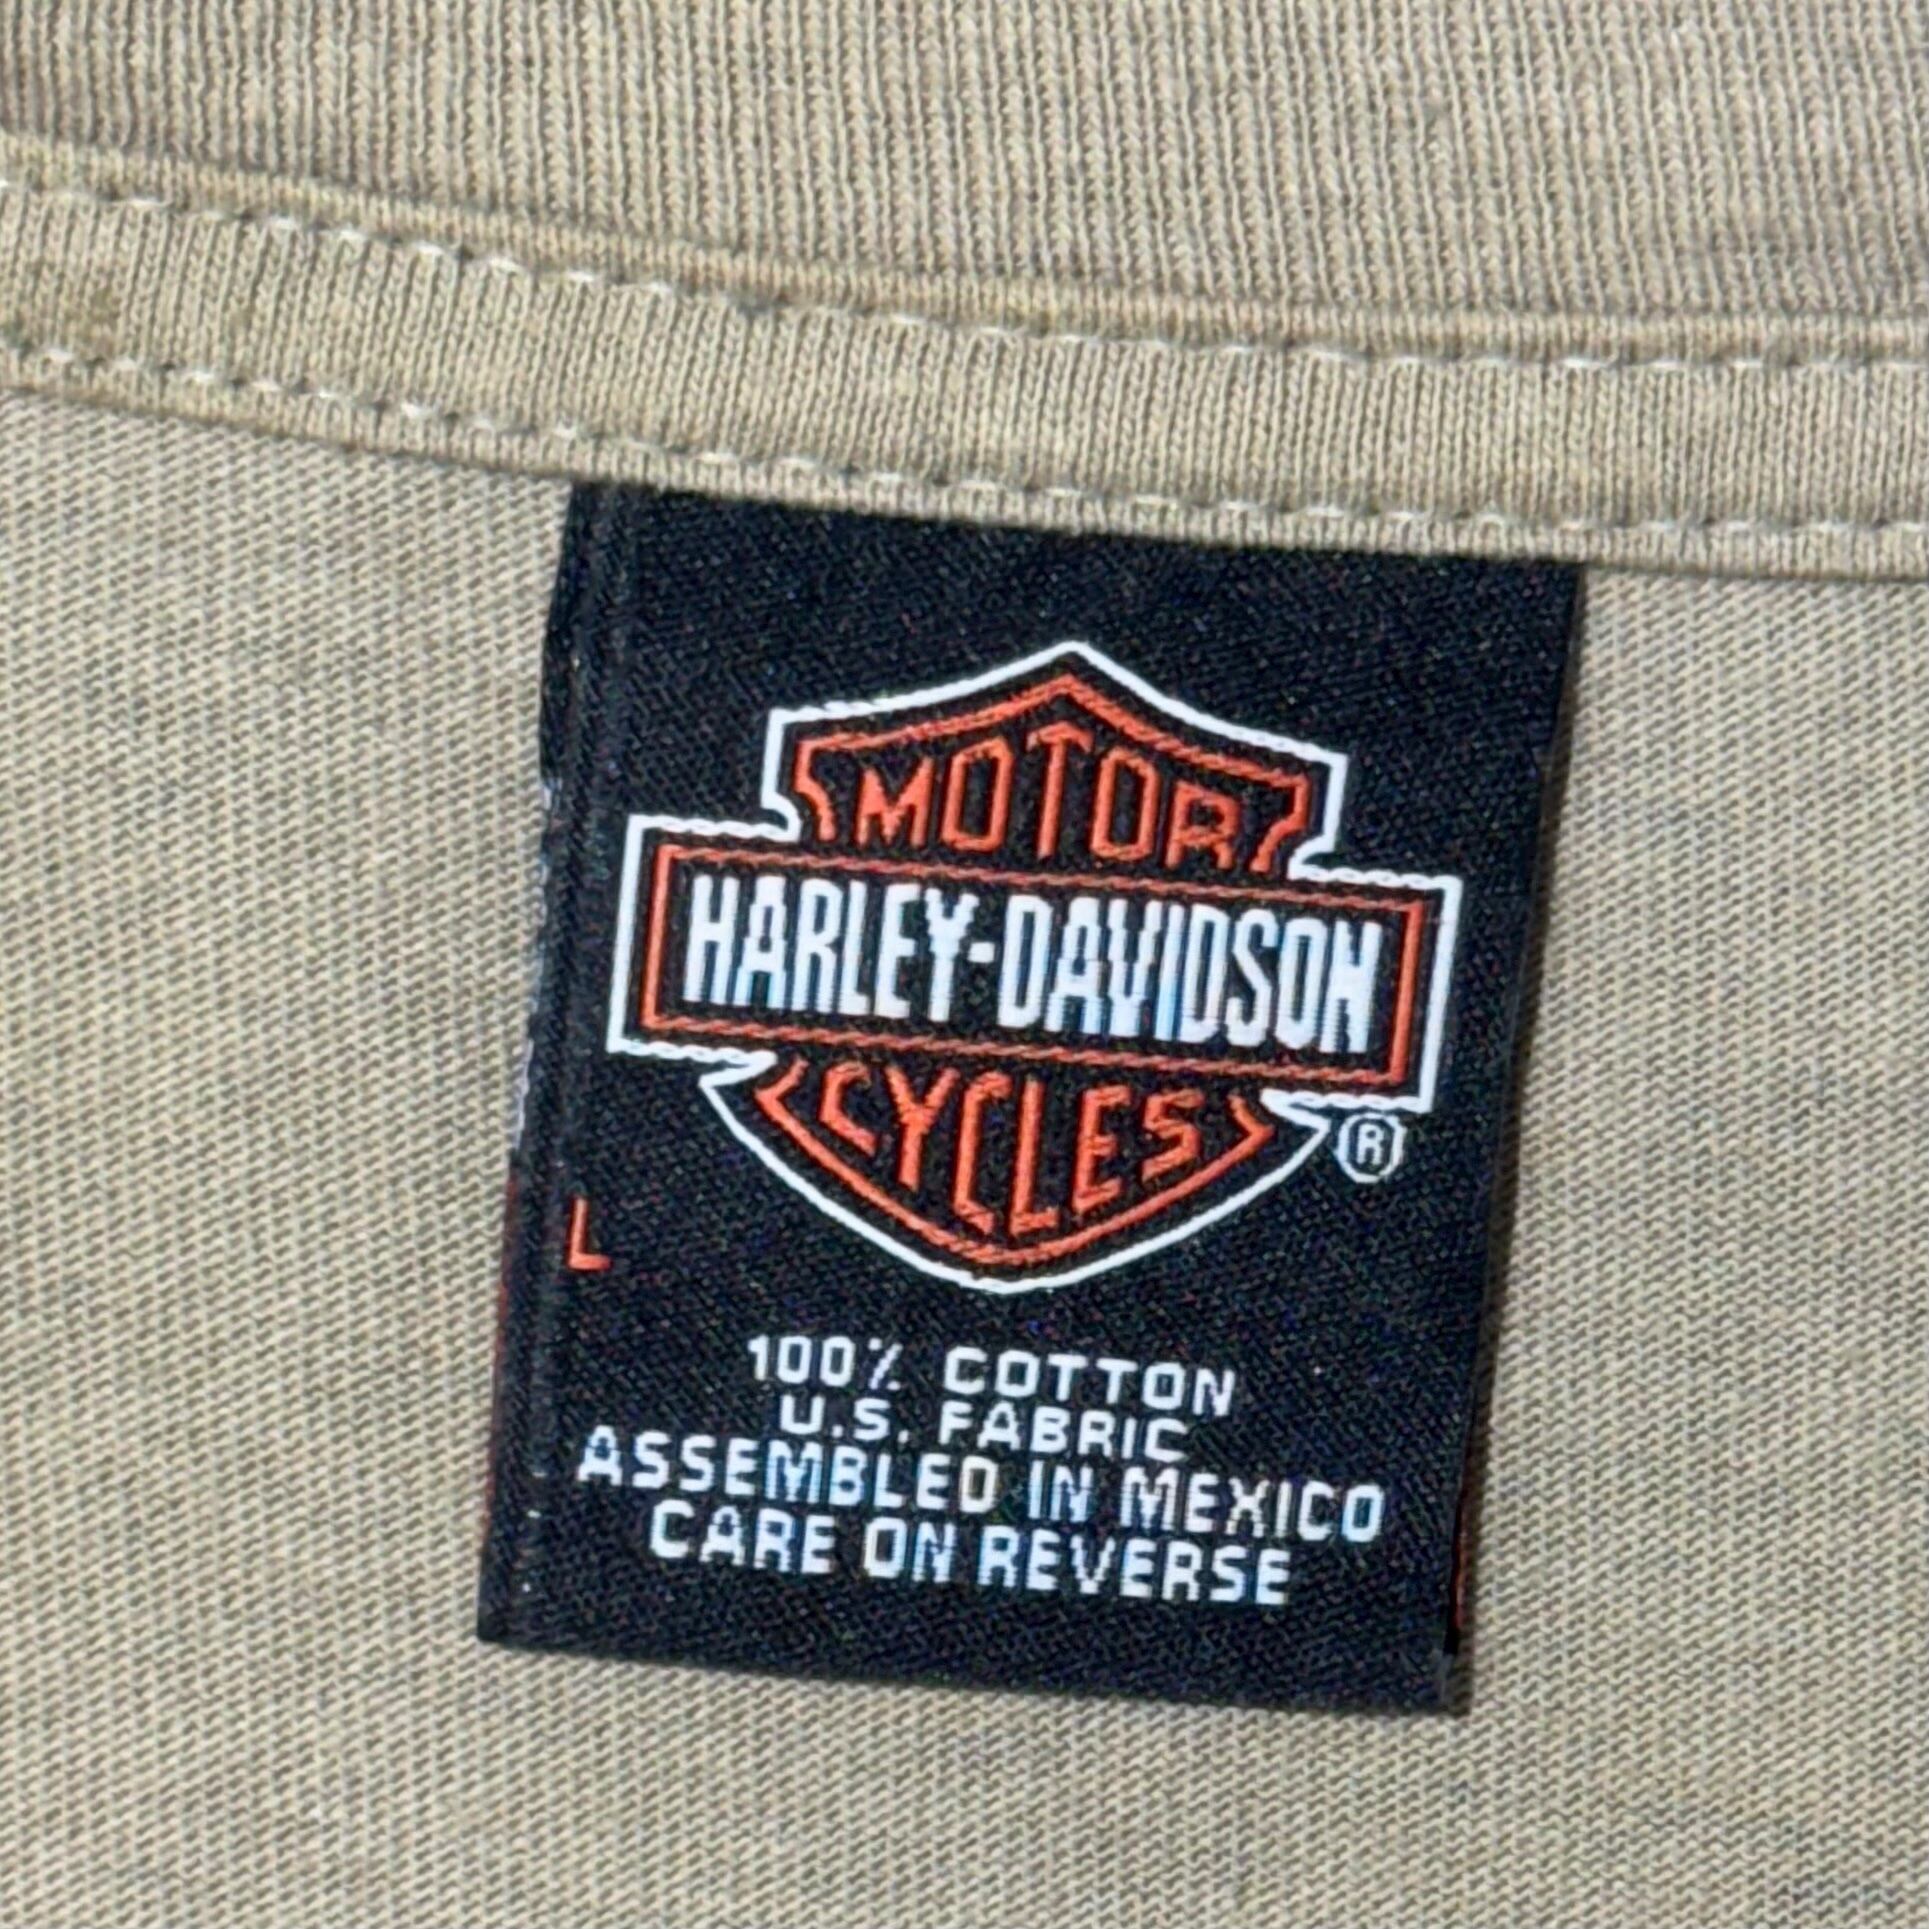 MOTOR
HARLEY-DAVIDSON
CYCLES
®
L
100% COTTON
U.S. FABRIC
ASSEMBLED IN MEXICO
CARE ON REVERSE